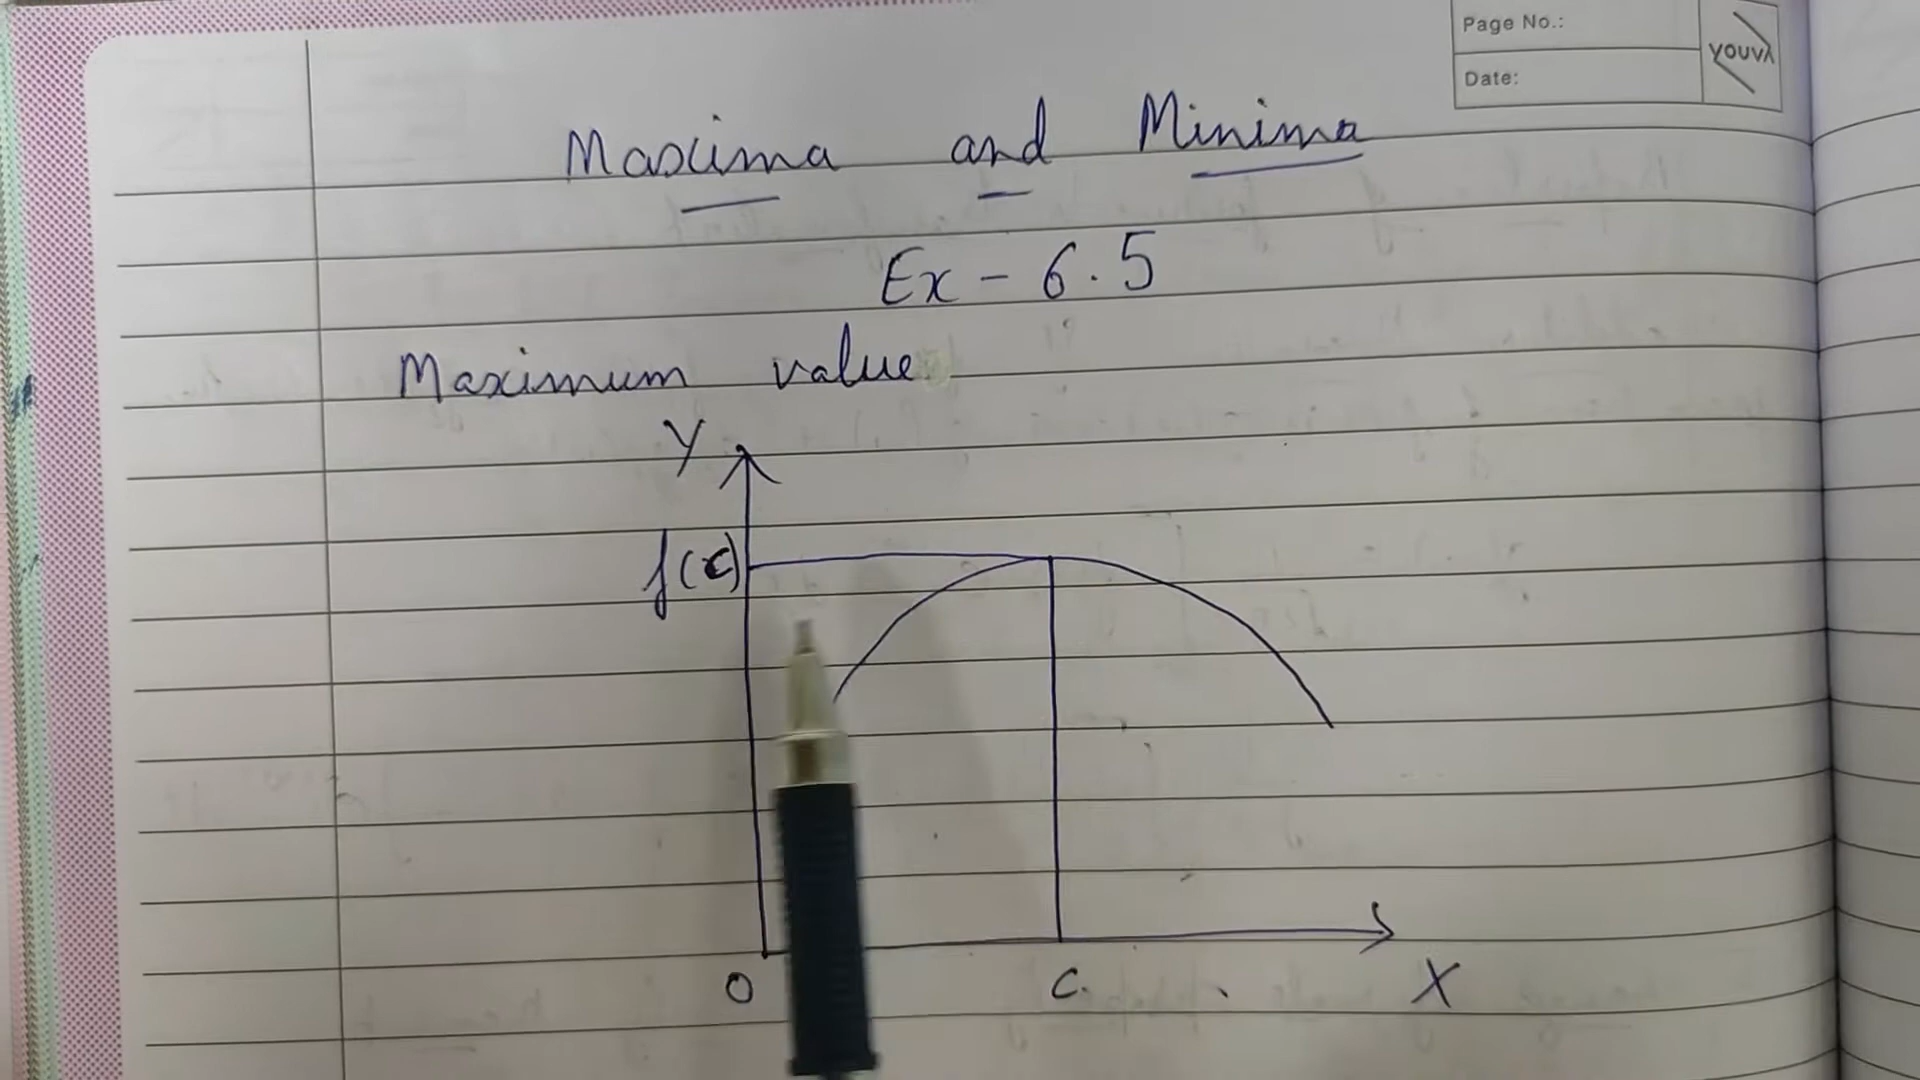 Page No.:
YOUVA
Date:
Maxima and Minima
Ex - 6.5
Maximum value
Y
f(c)
O C. X